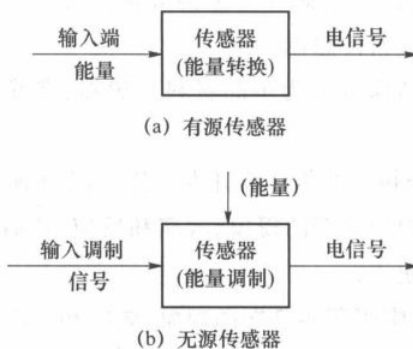 输入端
能量
传感器
(能量转换)
电信号
(a) 有源传感器
(能量)
输入调制
信号
传感器
(能量调制)
电信号
(b) 无源传感器